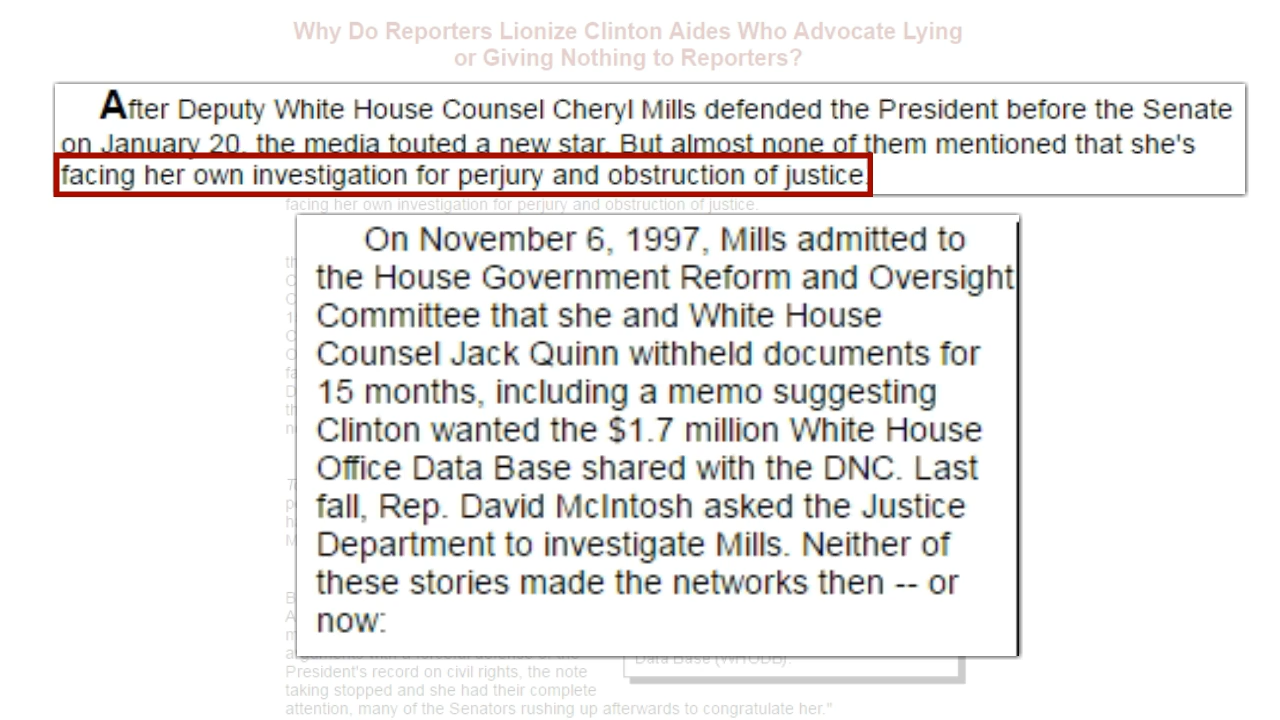 Why Do Reporters Lionize Clinton Aides Who Advocate Lying
or Giving Nothing to Reporters?
After Deputy White House Counsel Cheryl Mills defended the President before the Senate
on January 20, the media touted a new star. But almost none of them mentioned that she's
facing her own investigation for perjury and obstruction of justice.
facing her own investigation for perjury and obstruction of justice.
On November 6, 1997, Mills admitted to
the House Government Reform and Oversight
Committee that she and White House
Counsel Jack Quinn withheld documents for
15 months, including a memo suggesting
Clinton wanted the $1.7 million White House
Office Data Base shared with the DNC. Last
fall, Rep. David McIntosh asked the Justice
Department to investigate Mills. Neither of
these stories made the networks then -- or
now:
Data Base (WHODB).
President's record on civil rights, the note
taking stopped and she had their complete
attention, many of the Senators rushing up afterwards to congratulate her."